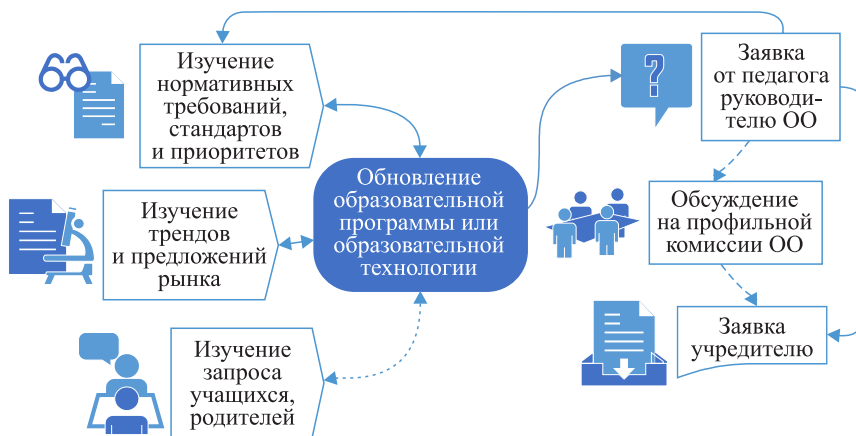 Изучение
нормативных
требований,
стандартов
и приоритетов
Изучение
трендов
и предложений
рынка
Изучение
запроса
учащихся,
родителей
Обновление
образовательной
программы или
образовательной
технологии
?
Заявка
от педагога
руководи-
телю ОО
Обсуждение
на профильной
комиссии ОО
Заявка
учредителю